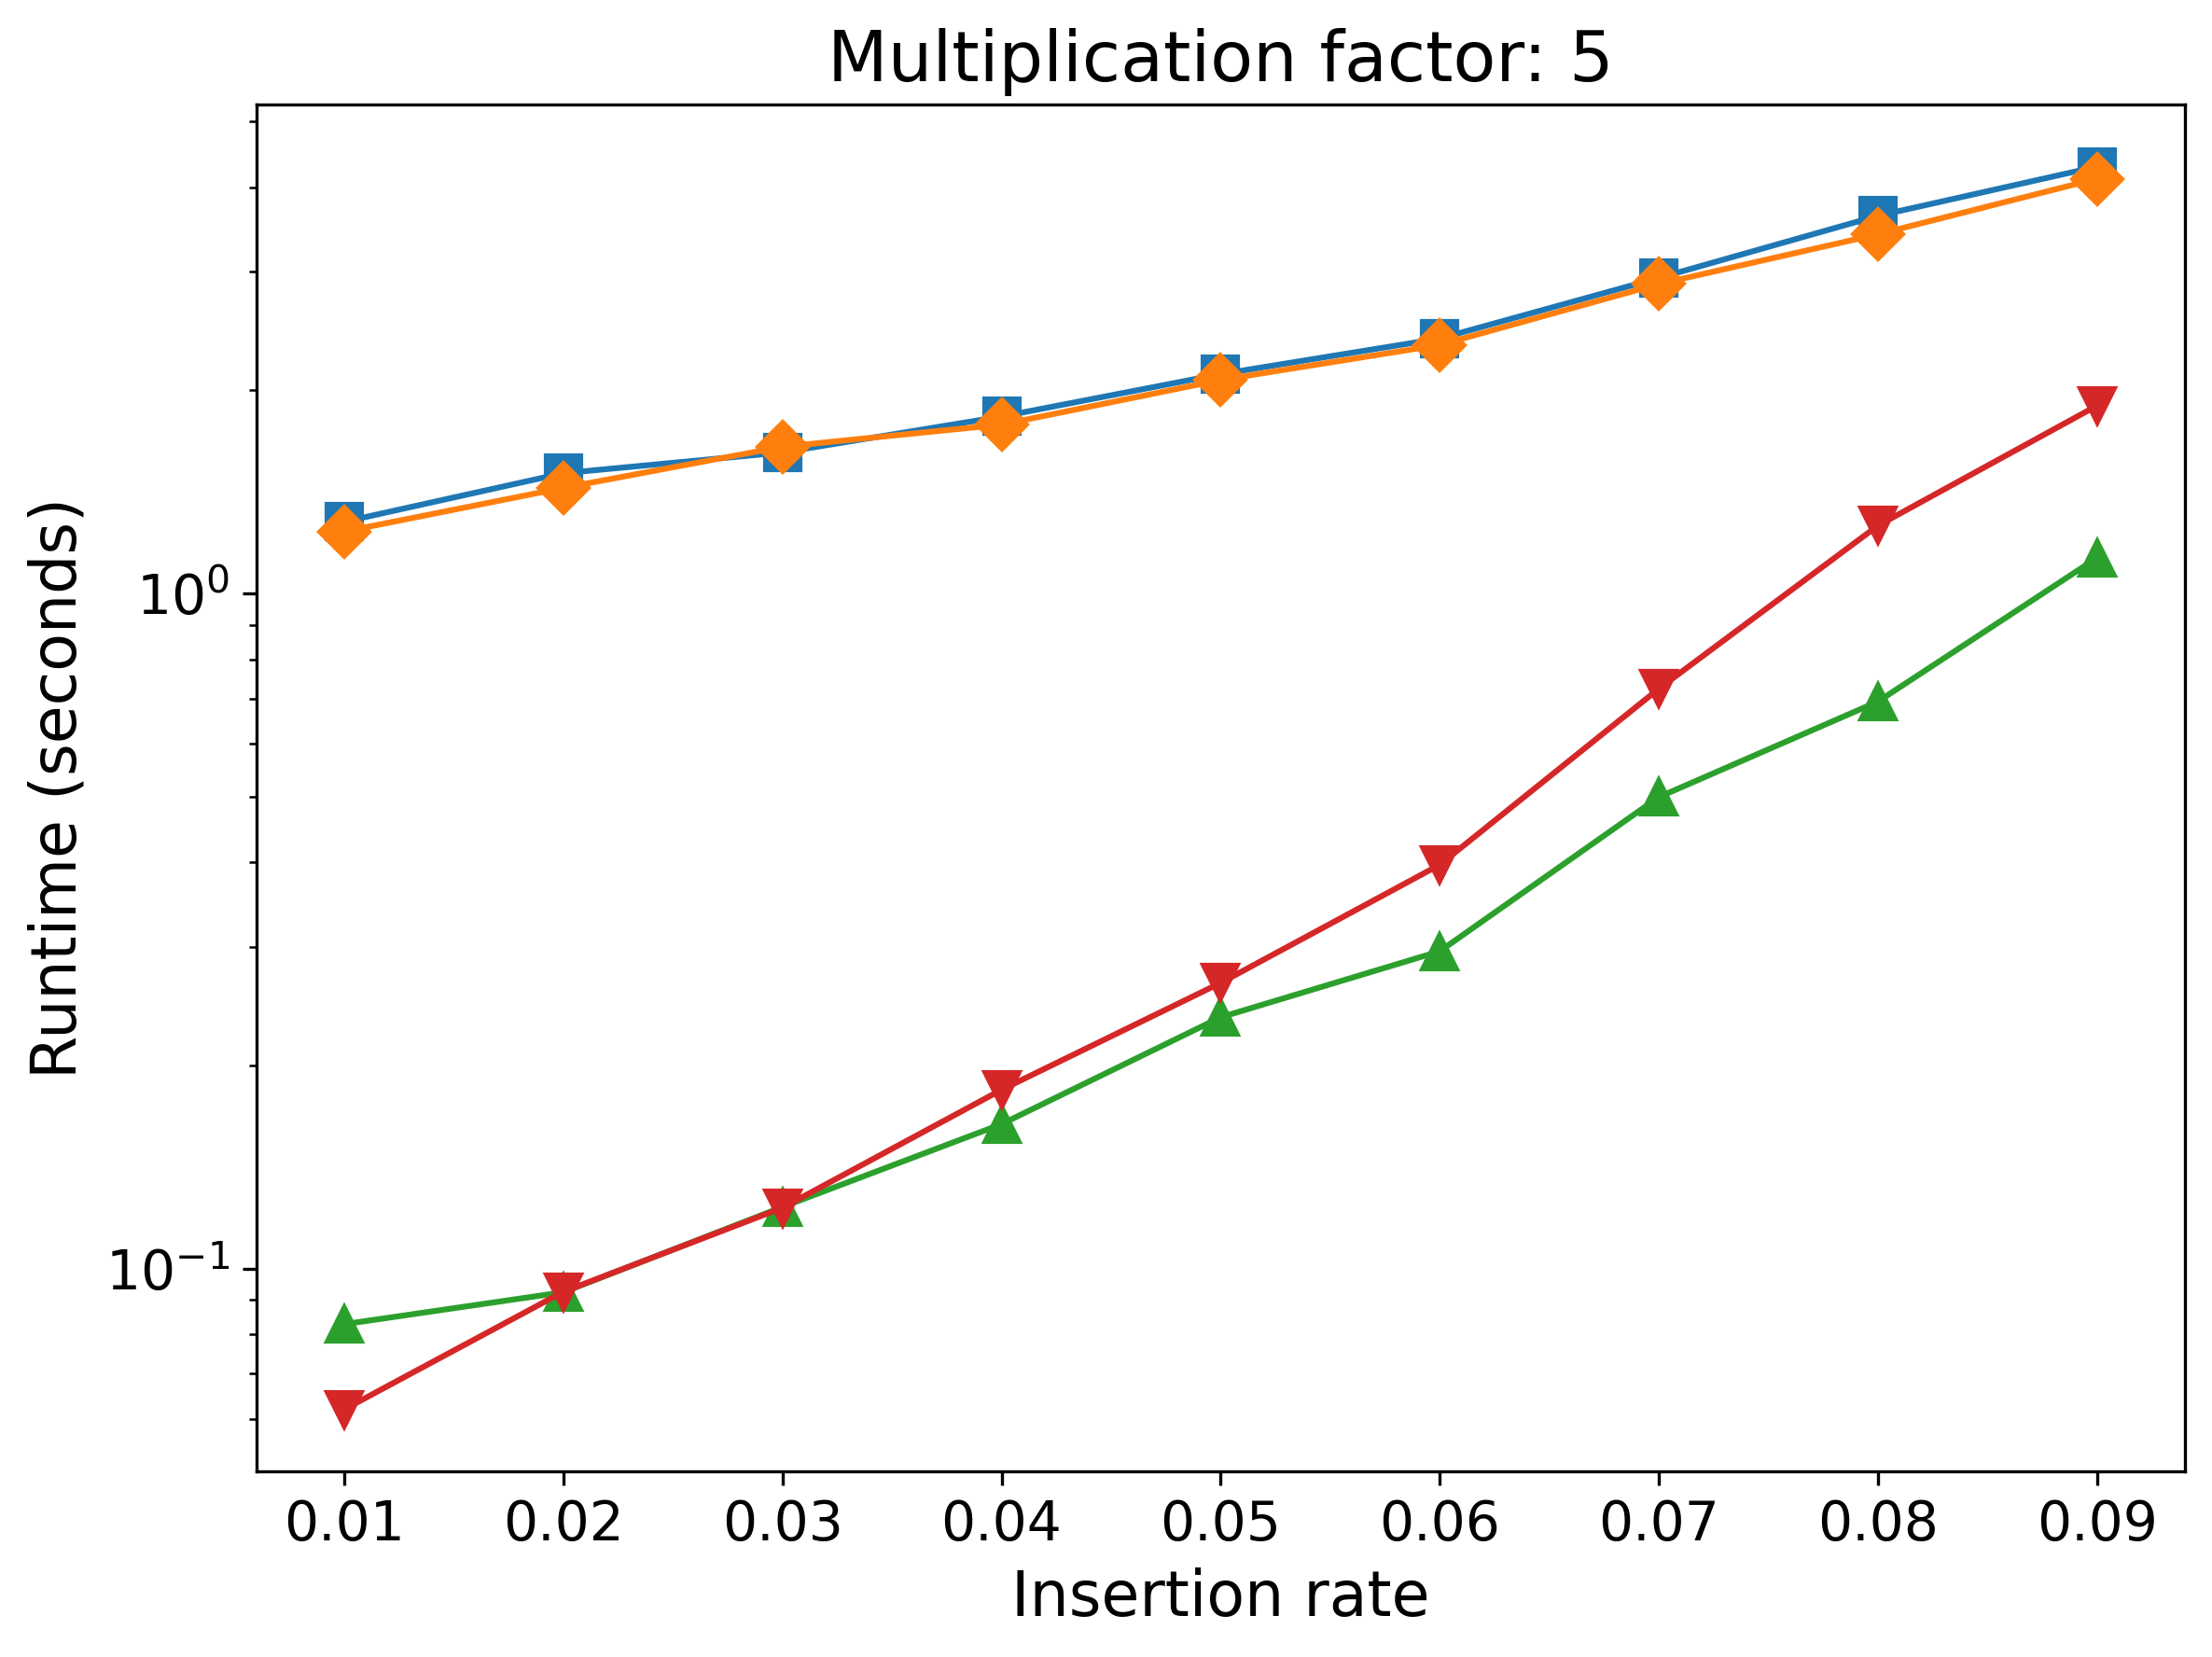 Multiplication factor: 5
Runtime (seconds)
10⁰
10⁻¹
0.01 0.02 0.03 0.04 0.05 0.06 0.07 0.08 0.09
Insertion rate